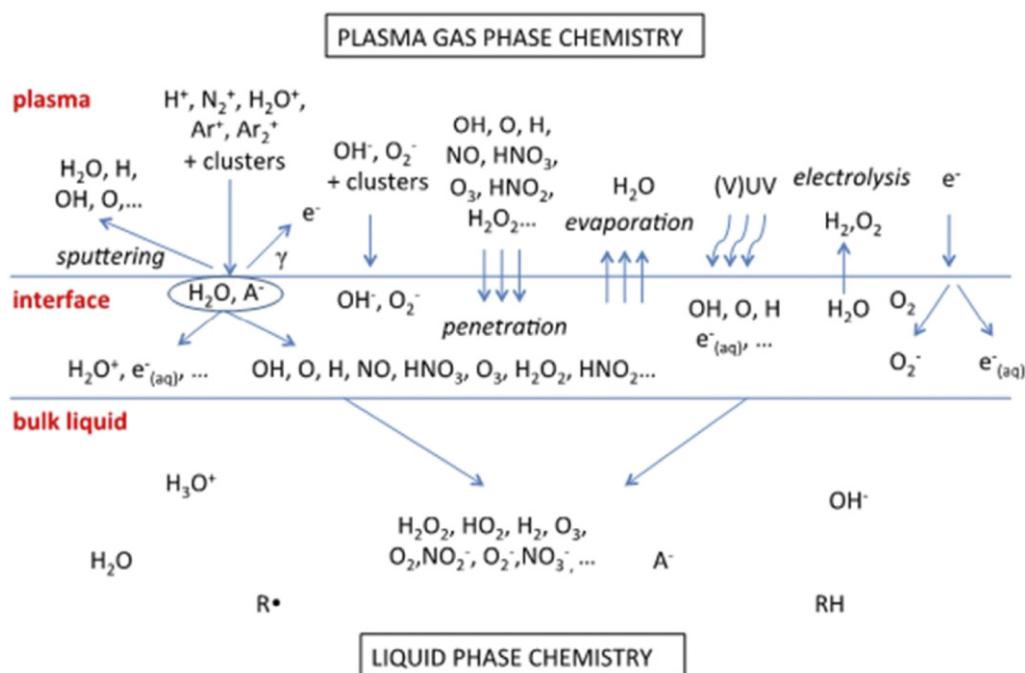 PLASMA GAS PHASE CHEMISTRY
plasma
H⁺, N₂⁺, H₂O⁺,
Ar⁺, Ar₂⁺
+ clusters
H₂O, H,
OH, O,...
sputtering
e⁻
γ
OH⁻, O₂⁻
+ clusters
OH, O, H,
NO, HNO₃,
O₃, HNO₂,
H₂O₂...
H₂O
evaporation
(V)UV
electrolysis
H₂,O₂
e⁻
interface
H₂O, A⁻
OH⁻, O₂⁻
penetration
OH, O, H
e⁻(aq), ...
H₂O
O₂
O₂⁻
e⁻(aq)
H₂O⁺, e⁻(aq), ...
OH, O, H, NO, HNO₃, O₃, H₂O₂, HNO₂...
bulk liquid
H₃O⁺
OH⁻
H₂O₂, HO₂, H₂, O₃,
O₂,NO₂⁻, O₂⁻,NO₃⁻, ...
H₂O
A⁻
R•
RH
LIQUID PHASE CHEMISTRY